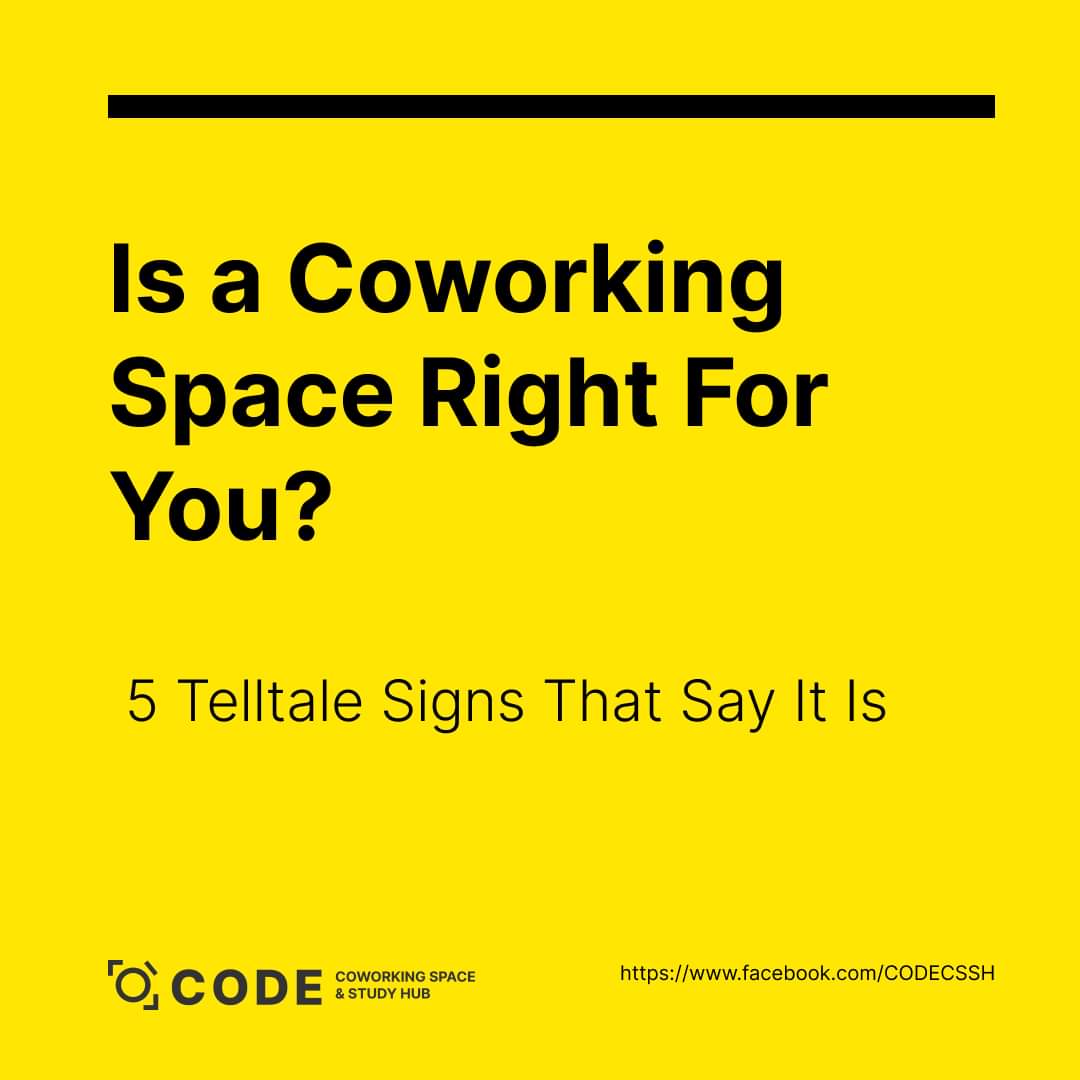 Is a Coworking
Space Right For
You?
5 Telltale Signs That Say It Is
CODE
COWORKING SPACE
& STUDY HUB
https://www.facebook.com/CODECSSH